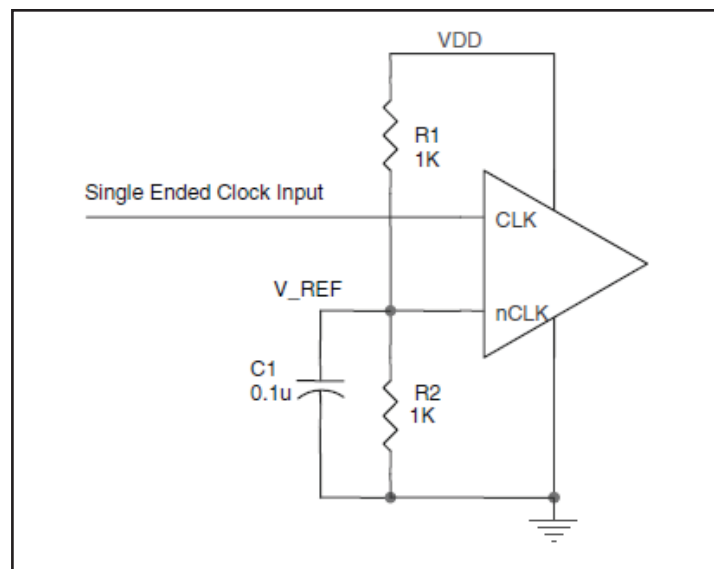 VDD
R1
1K
Single Ended Clock Input
CLK
V_REF
nCLK
C1
0.1u
R2
1K